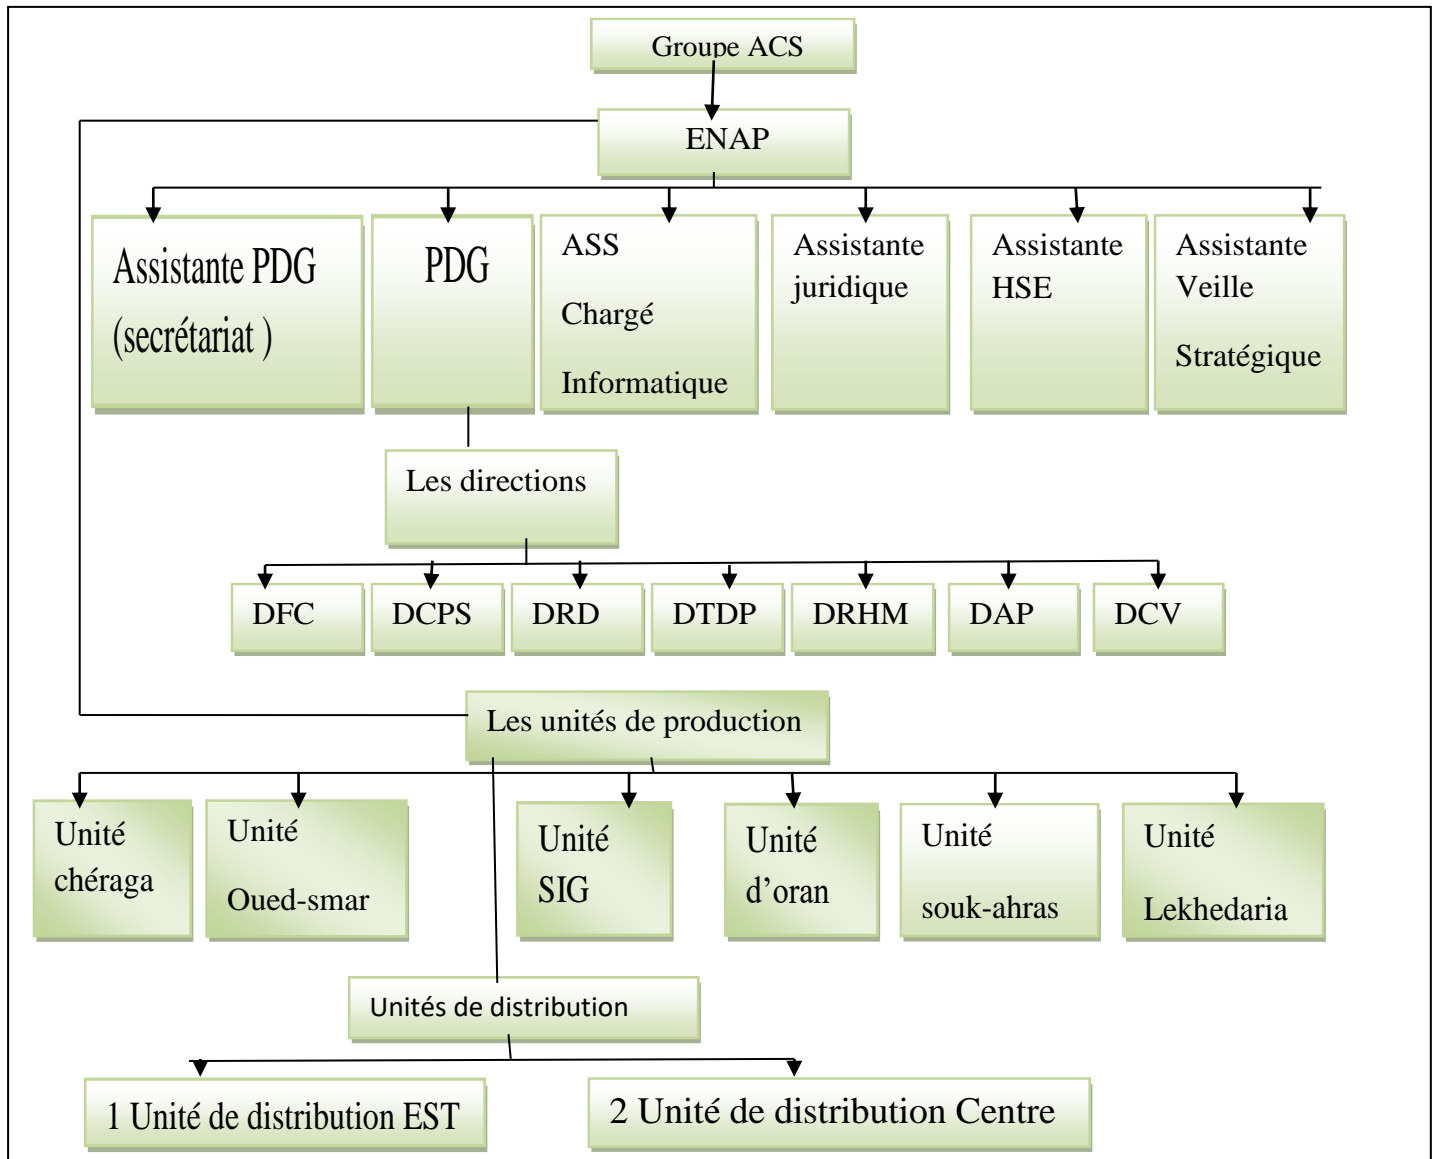 Groupe ACS
ENAP
Assistante PDG
(secrétariat )
PDG
ASS
Chargé
Informatique
Assistante
juridique
Assistante
HSE
Assistante
Veille
Stratégique
Les directions
DFC
DCPS
DRD
DTDP
DRHM
DAP
DCV
Les unités de production
Unité
chéraga
Unité
Oued-smar
Unité
SIG
Unité
d’oran
Unité
souk-ahras
Unité
Lekhedaria
Unités de distribution
1 Unité de distribution EST
2 Unité de distribution Centre